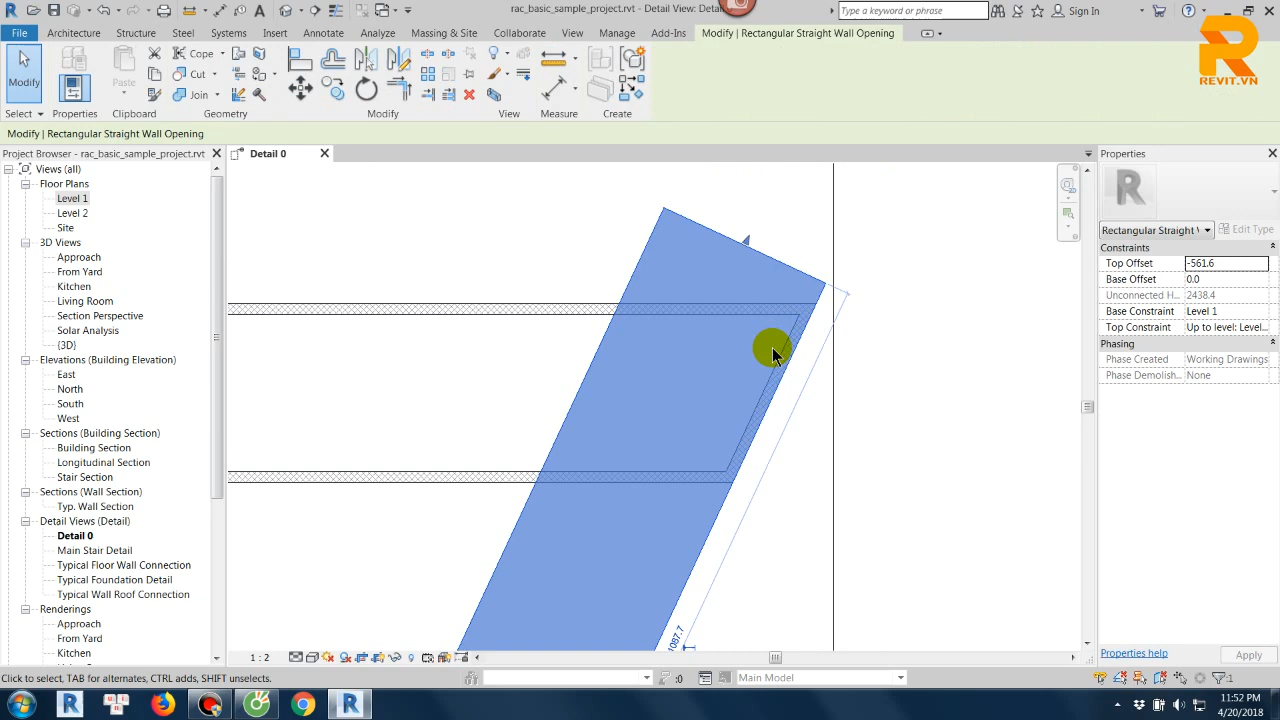 rac_basic_sample_project.rvt - Detail View: Deta...
Type a keyword or phrase
Sign In
File
Architecture
Structure
Steel
Systems
Insert
Annotate
Analyze
Massing & Site
Collaborate
View
Manage
Add-Ins
Modify | Rectangular Straight Wall Opening
REVIT.VN
Modify
Paste
Cope
Cut
Join
Select
Properties
Clipboard
Geometry
Modify
View
Measure
Create
Modify | Rectangular Straight Wall Opening
Project Browser - rac_basic_sample_project.rvt
Detail 0
Properties
Views (all)
Floor Plans
Level 1
Level 2
Site
3D Views
Approach
From Yard
Kitchen
Living Room
Section Perspective
Solar Analysis
{3D}
Elevations (Building Elevation)
East
North
South
West
Sections (Building Section)
Building Section
Longitudinal Section
Stair Section
Sections (Wall Section)
Typ. Wall Section
Detail Views (Detail)
Detail 0
Main Stair Detail
Typical Floor Wall Connection
Typical Foundation Detail
Typical Wall Roof Connection
Renderings
Approach
From Yard
Kitchen
1087.7
R
Rectangular Straight
Edit Type
Constraints
Top Offset -561.6
Base Offset 0.0
Unconnected H... 2438.4
Base Constraint Level 1
Top Constraint Up to level: Level...
Phasing
Phase Created Working Drawings
Phase Demolish... None
Properties help
Apply
1 : 2
Click to select, TAB for alternates, CTRL adds, SHIFT unselects.
:0
Main Model
:1
11:52 PM
4/20/2018